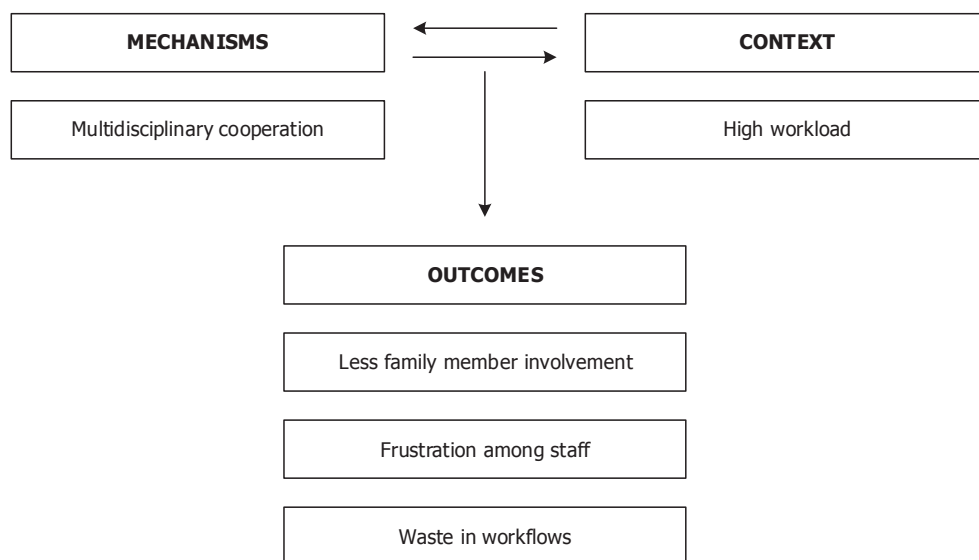 MECHANISMS
CONTEXT
Multidisciplinary cooperation
High workload
OUTCOMES
Less family member involvement
Frustration among staff
Waste in workflows